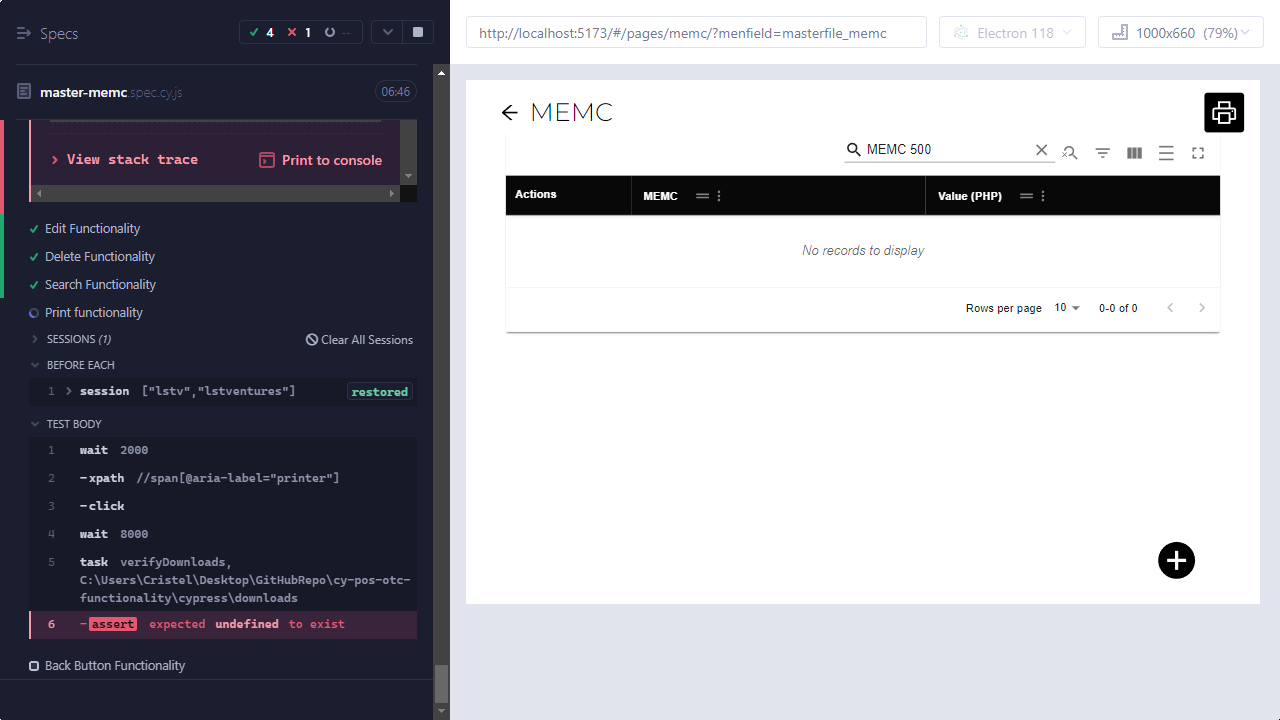 Specs
4 1 --
http://localhost:5173/#/pages/memc/?menfield=masterfile_memc
Electron 118
1000x660 (79%)
master-memc.spec.cy.js
06:46
View stack trace
Print to console
Edit Functionality
Delete Functionality
Search Functionality
Print functionality
SESSIONS (1)
Clear All Sessions
BEFORE EACH
1 session ["lstv","lstventures"] restored
TEST BODY
1 wait 2000
2 -xpath //span[@aria-label="printer"]
3 -click
4 wait 8000
5 task verifyDownloads,
C:\Users\Cristel\Desktop\GitHubRepo\cy-pos-otc-
functionality\cypress\downloads
6 -assert expected undefined to exist
Back Button Functionality
MEMC
MEMC 500
Actions MEMC Value (PHP)
No records to display
Rows per page 10 0-0 of 0